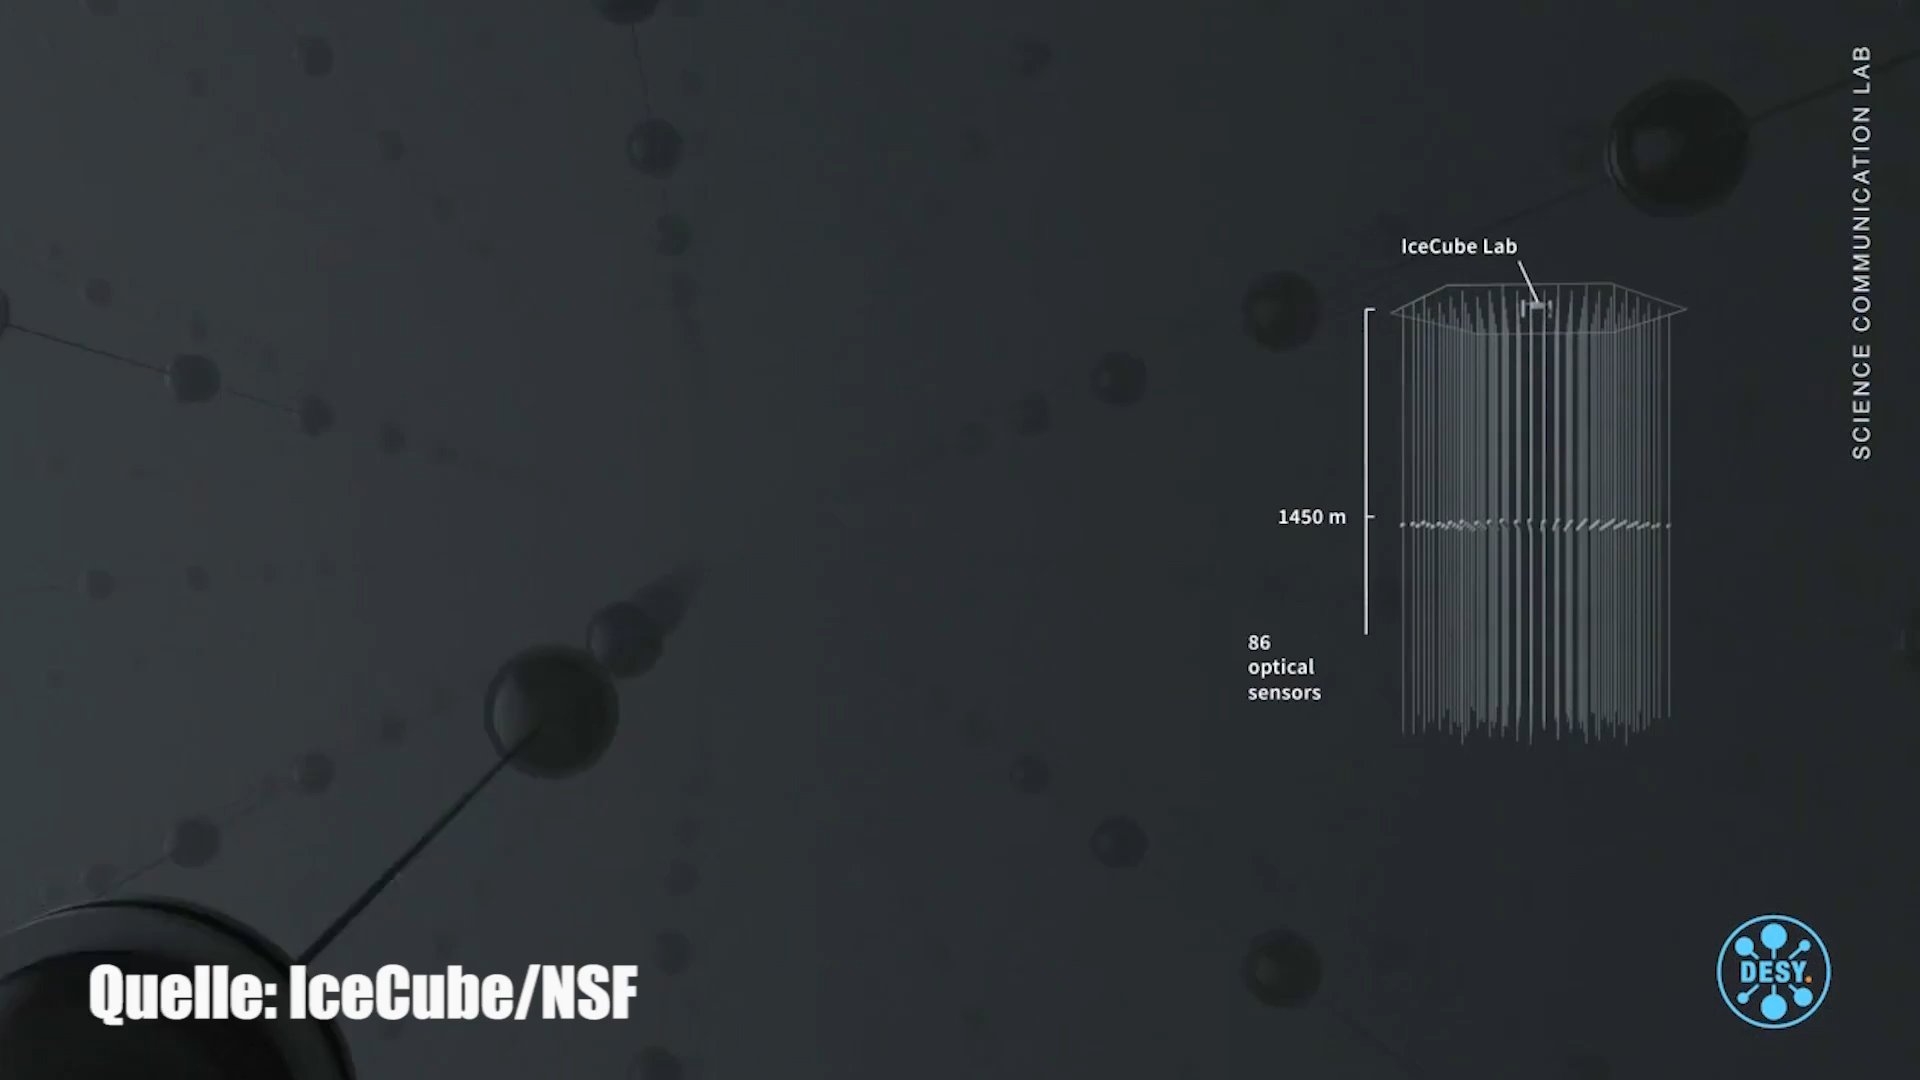 SCIENCE COMMUNICATION LAB
IceCube Lab
1450 m
86
optical
sensors
Quelle: IceCube/NSF
DESY.